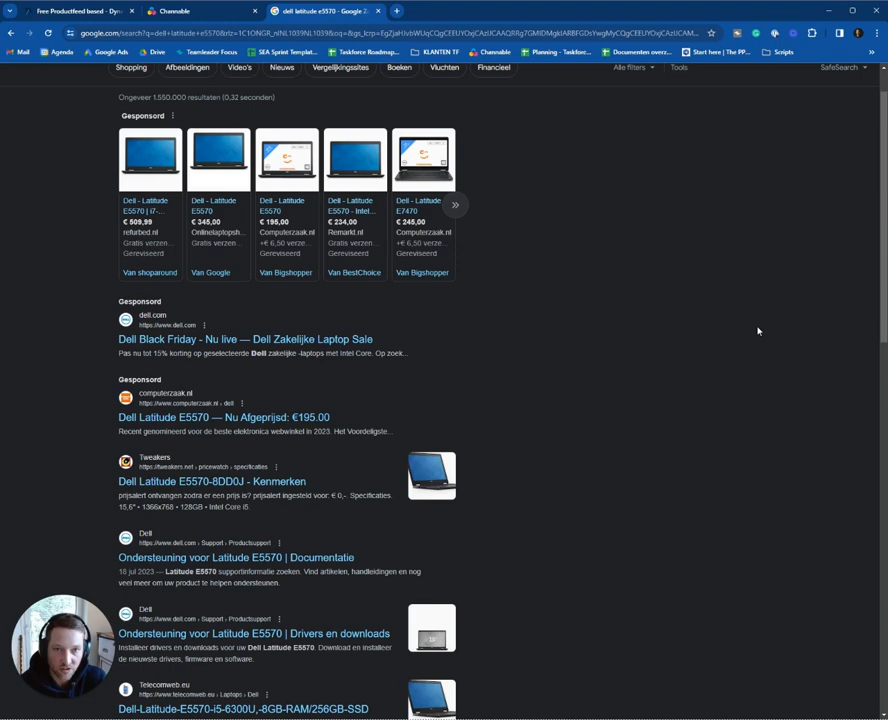 Free Productfeed based - Dyna
Channable
dell latitude e5570 - Google Z
google.com/search?q=dell+latitude+e5570&rlz=1C1ONGR_nlNL1039NL1039&oq=&gs_lcrp=
Mail
Agenda
Google Ads
Drive
Teamleader Focus
SEA Sprint Templat...
Taskforce Roadmap...
KLANTEN TF
Channable
Planning - Taskforc...
Documenten overz...
Start here | The PP...
Scripts
Shopping
Afbeeldingen
Video's
Nieuws
Vergelijkingssites
Boeken
Vluchten
Financieel
Alle filters
Tools
SafeSearch
Ongeveer 1.550.000 resultaten (0,32 seconden)
Gesponsord
Dell - Latitude
E5570 | i7-...
€ 509,99
refurbed.nl
Gratis verzen...
Gereviseerd
Van shoparound
Dell - Latitude
E5570
€ 345,00
Onlinelaptopsh...
Gratis verzen...
Van Google
Dell - Latitude
E5570
€ 195,00
Computerzaak.nl
+€ 6,50 verze...
Gereviseerd
Van Bigshopper
Dell - Latitude
E5570 - Intel...
€ 234,00
Remarkt.nl
Gratis verzen...
Gereviseerd
Van BestChoice
Dell - Latitude
E7470
€ 245,00
Computerzaak.nl
+€ 6,50 verze...
Gereviseerd
Van Bigshopper
Gesponsord
dell.com
https://www.dell.com
Dell Black Friday - Nu live — Dell Zakelijke Laptop Sale
Pas nu tot 15% korting op geselecteerde Dell zakelijke -laptops met Intel Core. Op zoek...
Gesponsord
computerzaak.nl
https://www.computerzaak.nl › dell
Dell Latitude E5570 — Nu Afgeprijsd: €195.00
Recent genomineerd voor de beste elektronica webwinkel in 2023. Het Voordeligste...
Tweakers
https://tweakers.net › pricewatch › specificaties
Dell Latitude E5570-8DD0J - Kenmerken
prijsalert ontvangen zodra er een prijs is? prijsalert ingesteld voor: € 0,-. Specificaties.
15,6" • 1366x768 • 128GB • Intel Core i5.
Dell
https://www.dell.com › Support › Productsupport
Ondersteuning voor Latitude E5570 | Documentatie
18 jul 2023 — Latitude E5570 supportinformatie zoeken. Vind artikelen, handleidingen en nog
veel meer om uw product te helpen ondersteunen.
Dell
https://www.dell.com › Support › Productsupport
Ondersteuning voor Latitude E5570 | Drivers en downloads
Installeer drivers en downloads voor uw Dell Latitude E5570. Download en installeer
de nieuwste drivers, firmware en software.
Telecomweb.eu
https://www.telecomweb.eu › Laptops › Dell
Dell-Latitude-E5570-i5-6300U,-8GB-RAM/256GB-SSD